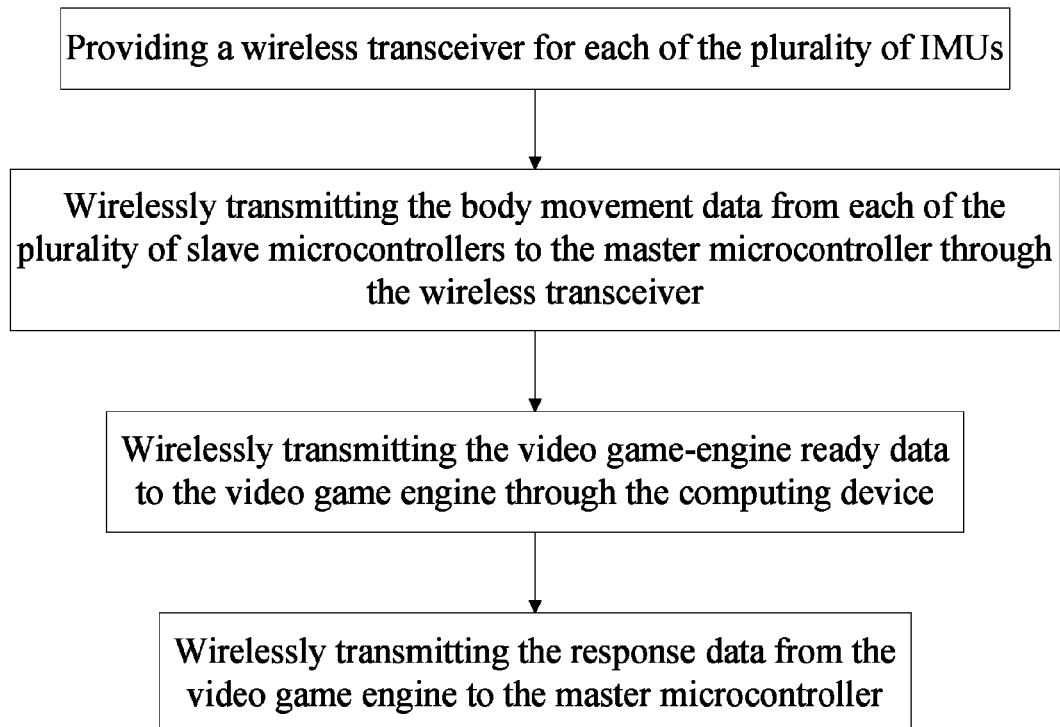 Providing a wireless transceiver for each of the plurality of IMUs
Wirelessly transmitting the body movement data from each of the
plurality of slave microcontrollers to the master microcontroller through
the wireless transceiver
Wirelessly transmitting the video game-engine ready data
to the video game engine through the computing device
Wirelessly transmitting the response data from the
video game engine to the master microcontroller